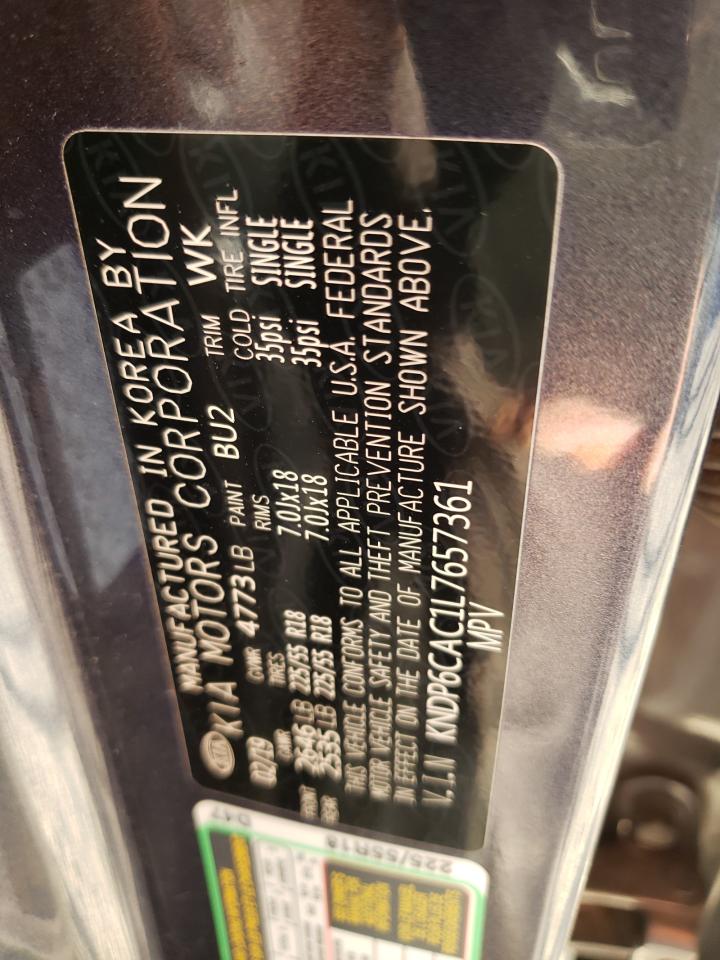 MANUFACTURED IN KOREA BY
KIA KIA MOTORS CORPORATION
02/19 GVWR 4773LB PAINT BU2 TRIM WK
GAWR TIRES RIMS COLD TIRE INFL.
FRONT 2546LB 225/55 R18 7.0Jx18 35psi SINGLE
REAR 2535LB 225/55 R18 7.0Jx18 35psi SINGLE
THIS VEHICLE CONFORMS TO ALL APPLICABLE U.S.A. FEDERAL
MOTOR VEHICLE SAFETY AND THEFT PREVENTION STANDARDS
IN EFFECT ON THE DATE OF MANUFACTURE SHOWN ABOVE.
V.I.N KNDP6CAC1L7657361
MPV
D47
225/55R18